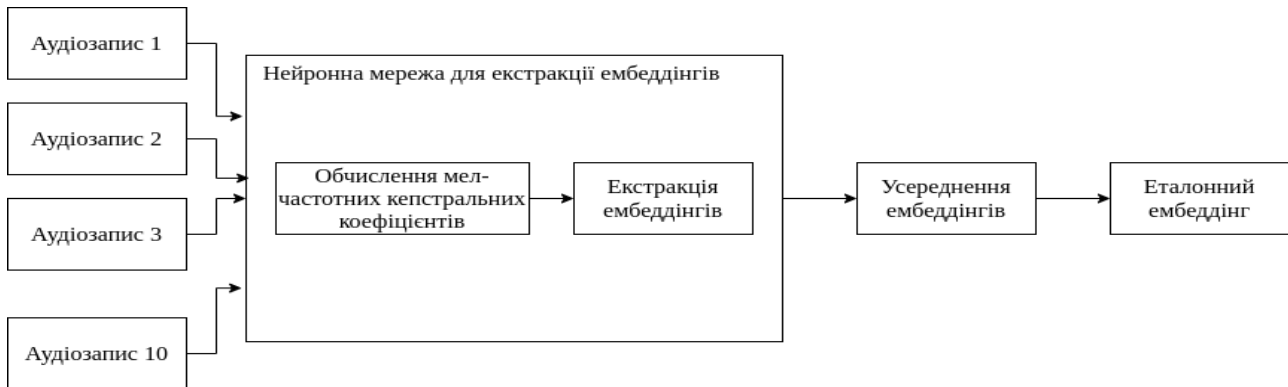 Аудіозапис 1
Аудіозапис 2
Аудіозапис 3
Аудіозапис 10
Нейронна мережа для екстракції ембеддінгів
Обчислення мел-
частотних кепстральних
коефіцієнтів
Екстракція
ембеддінгів
Усереднення
ембеддінгів
Еталонний
ембеддінг